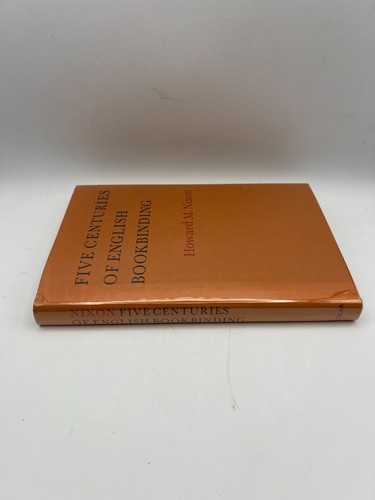 FIVE CENTURIES
OF ENGLISH
BOOKBINDING
Howard M. Nixon
NIXON FIVE CENTURIES
OF ENGLISH BOOKBINDING